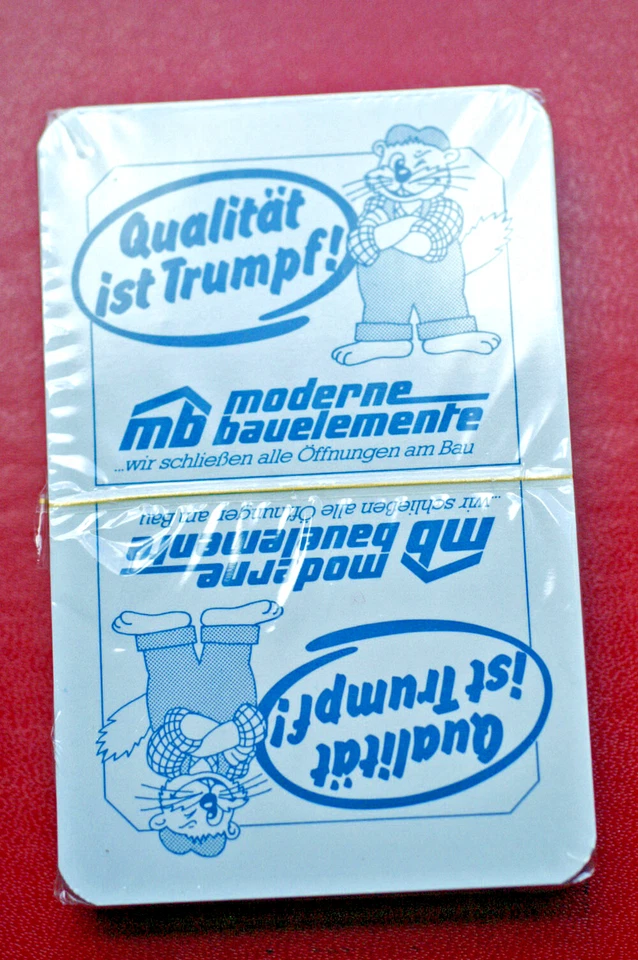 Qualität
ist Trumpf!
mb moderne
bauelemente
...wir schließen alle Öffnungen am Bau
...wir schließen alle Öffnungen am Bau
mb moderne
bauelemente
Qualität
ist Trumpf!